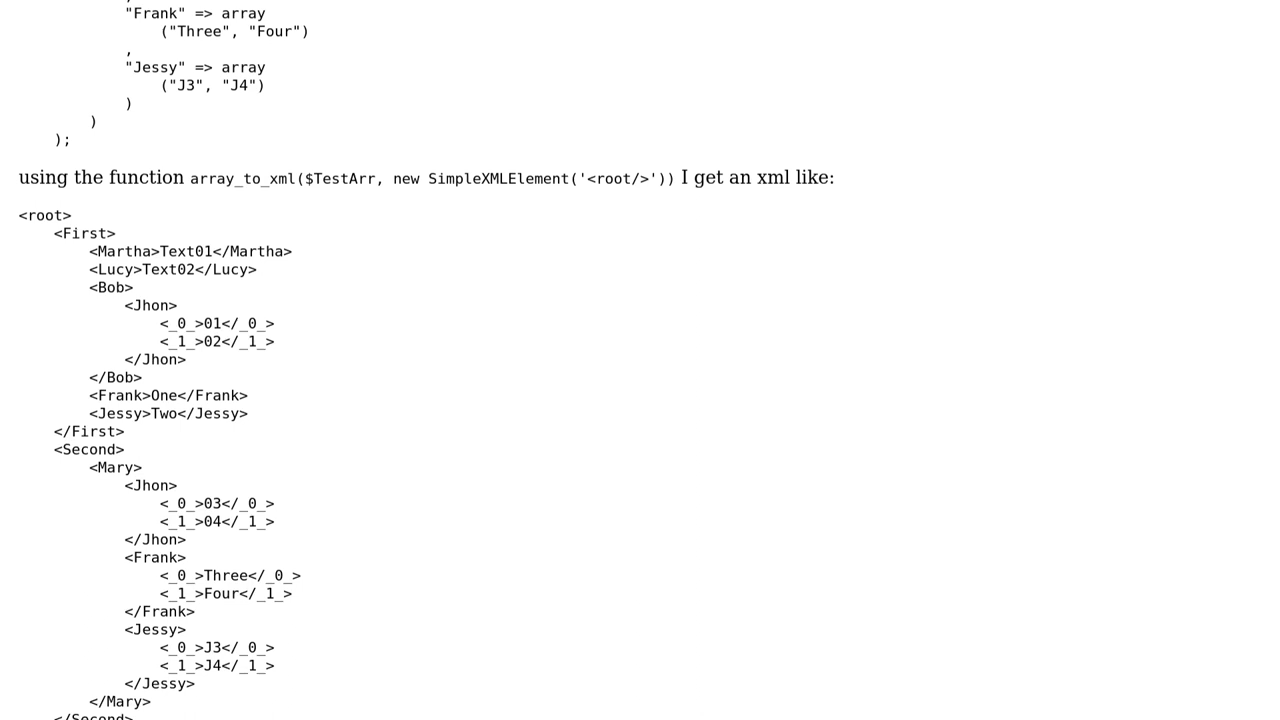 "Frank" => array
("Three", "Four")
,
"Jessy" => array
("J3", "J4")
)
)
);
using the function array_to_xml($TestArr, new SimpleXMLElement('<root/>')) I get an xml like:
<root>
<First>
<Martha>Text01</Martha>
<Lucy>Text02</Lucy>
<Bob>
<Jhon>
<_0_>01</_0_>
<_1_>02</_1_>
</Jhon>
</Bob>
<Frank>One</Frank>
<Jessy>Two</Jessy>
</First>
<Second>
<Mary>
<Jhon>
<_0_>03</_0_>
<_1_>04</_1_>
</Jhon>
<Frank>
<_0_>Three</_0_>
<_1_>Four</_1_>
</Frank>
<Jessy>
<_0_>J3</_0_>
<_1_>J4</_1_>
</Jessy>
</Mary>
</Second>